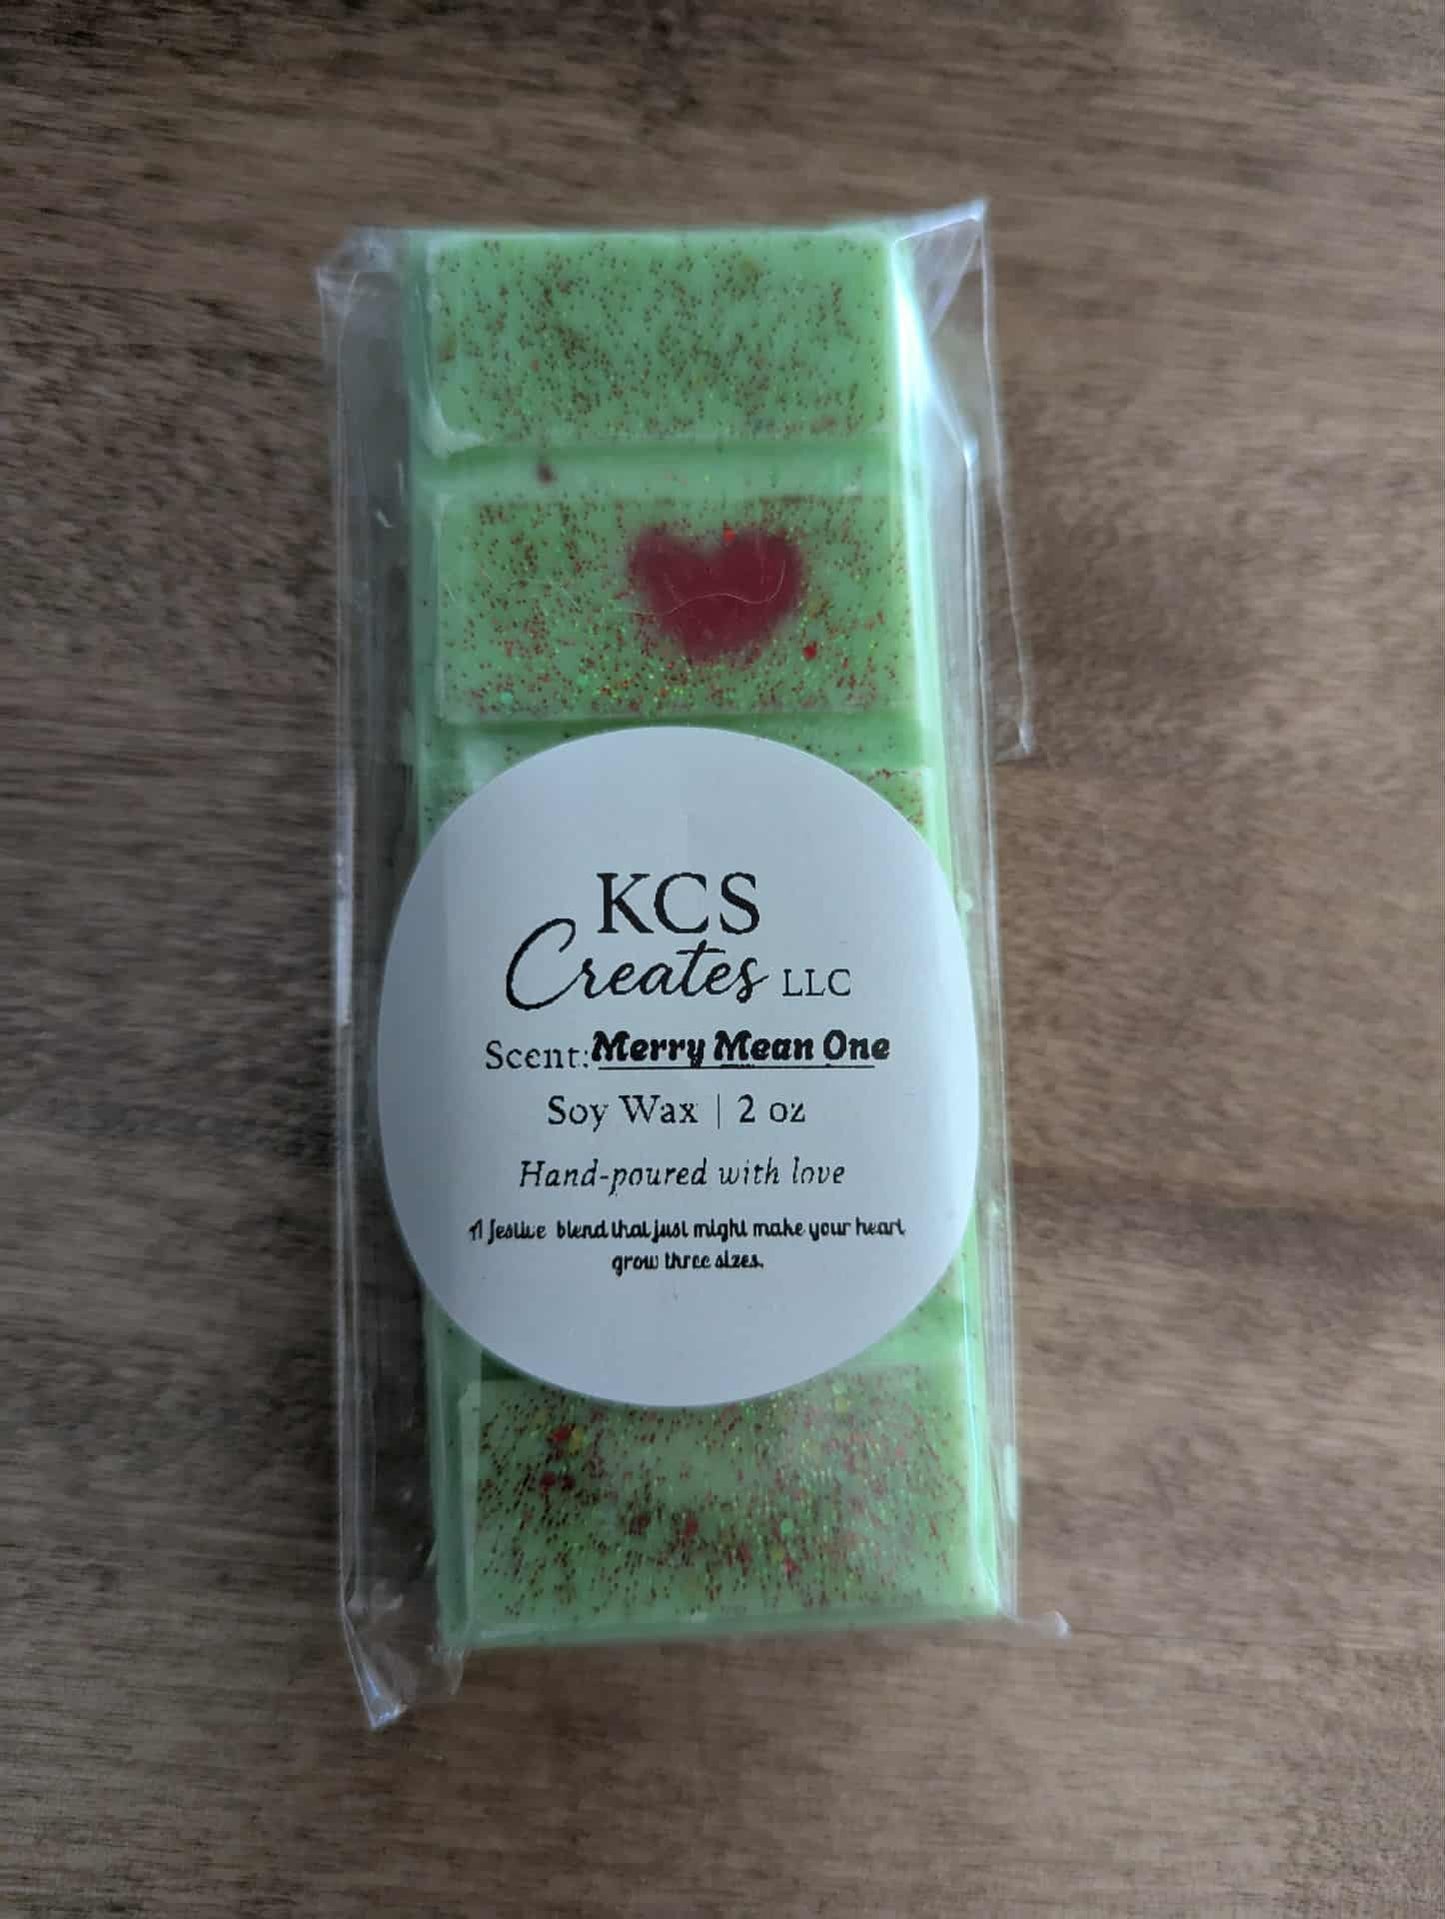 KCS
Creates LLC
Scent: Merry Mean One
Soy Wax | 2 oz
Hand-poured with love
A festive blend that just might make your heart
grow three sizes.